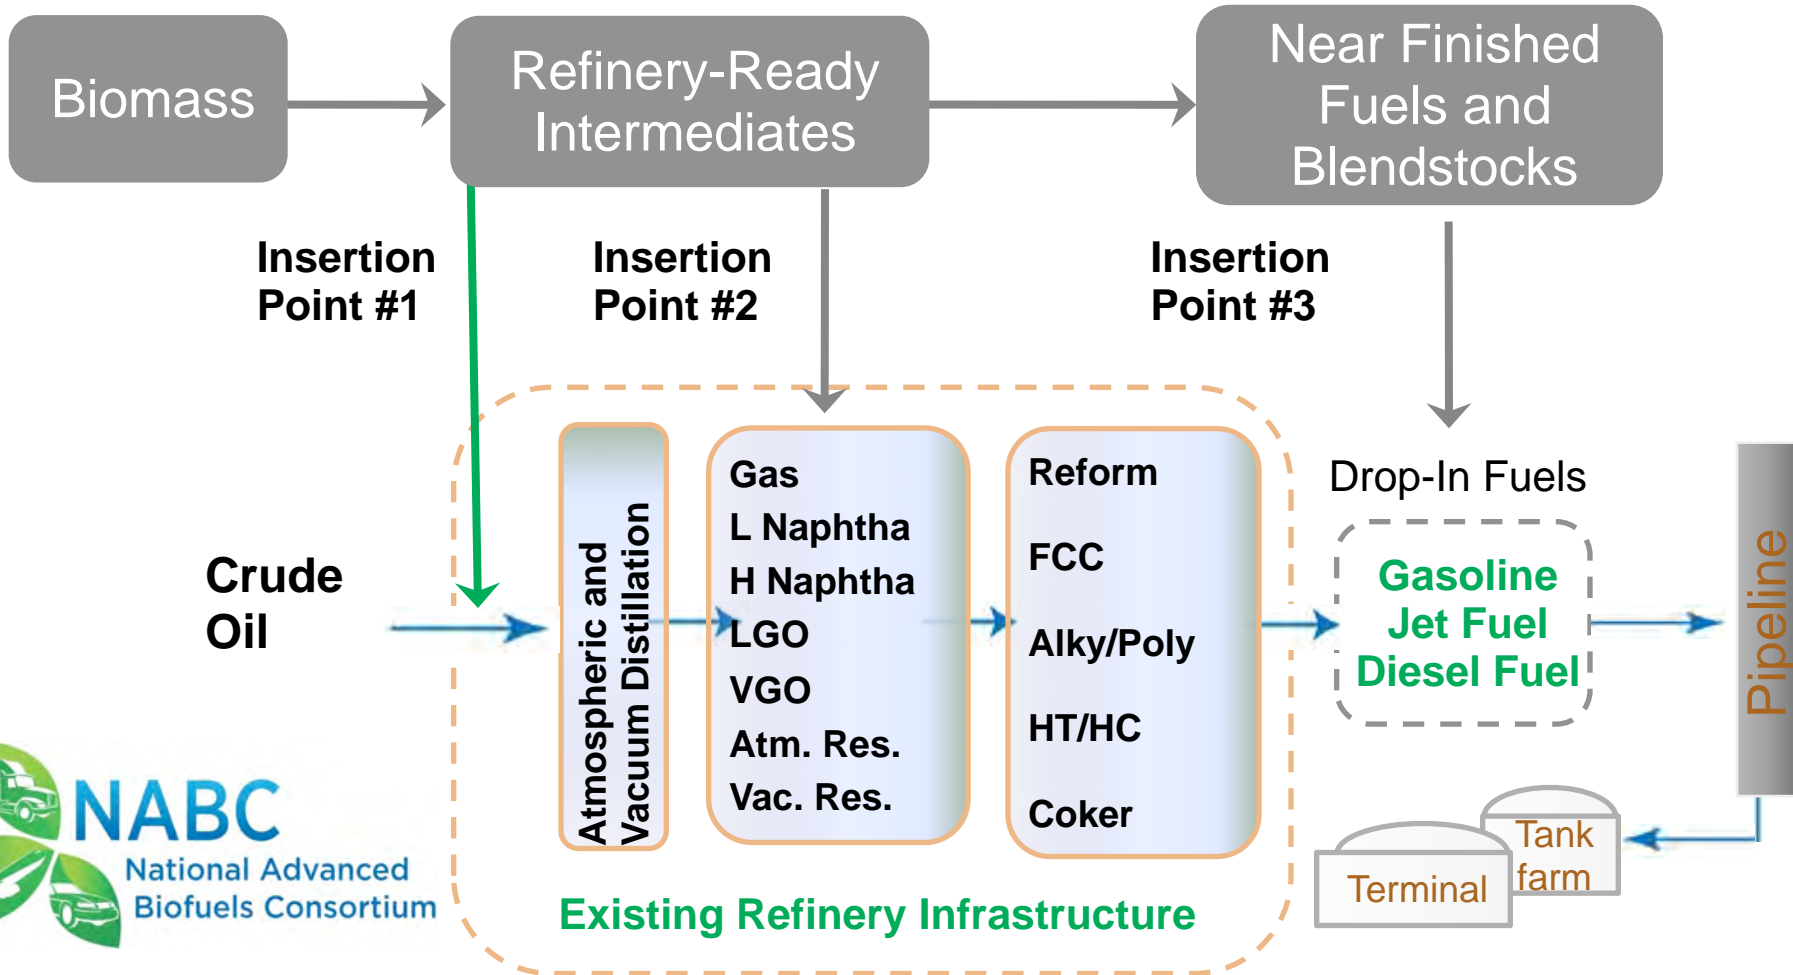 Biomass
Refinery-Ready
Intermediates
Near Finished
Fuels and
Blendstocks
Insertion
Point #1
Insertion
Point #2
Insertion
Point #3
Crude
Oil
Atmospheric and
Vacuum Distillation
Gas
L Naphtha
H Naphtha
LGO
VGO
Atm. Res.
Vac. Res.
Reform
FCC
Alky/Poly
HT/HC
Coker
Drop-In Fuels
Gasoline
Jet Fuel
Diesel Fuel
Pipeline
Tank
farm
Terminal
Existing Refinery Infrastructure
NABC
National Advanced
Biofuels Consortium